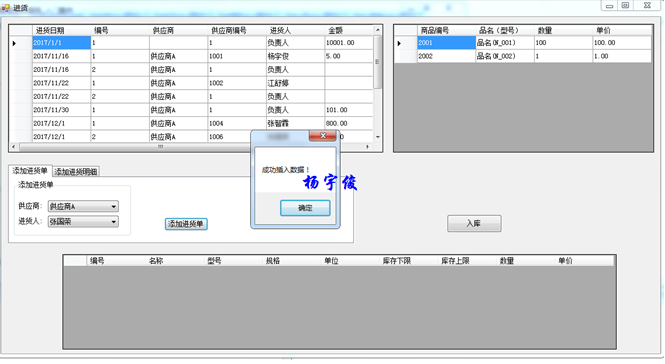 进货
进货日期 编号 供应商 供应商编号 进货人 金额
2017/1/1 1 1 负责人 10001.00
2017/11/16 1 供应商A 1001 杨宇俊 5.00
2017/11/16 2 供应商A 1 负责人
2017/11/22 1 供应商A 1002 江舒婷
2017/11/22 2 供应商A 1 负责人
2017/11/30 1 供应商A 1 负责人 101.00
2017/12/1 1 供应商A 1004 张智霖 800.00
2017/12/1 2 供应商A 1006
商品编号 品名(型号) 数量 单价
2001 品名(N_001) 100 100.00
2002 品名(N_002) 1 1.00
成功插入数据!
杨宇俊
确定
添加进货单 添加进货明细
添加进货单
供应商: 供应商A
进货人: 张国荣
添加进货单
入库
编号 名称 型号 规格 单位 库存下限 库存上限 数量 单价